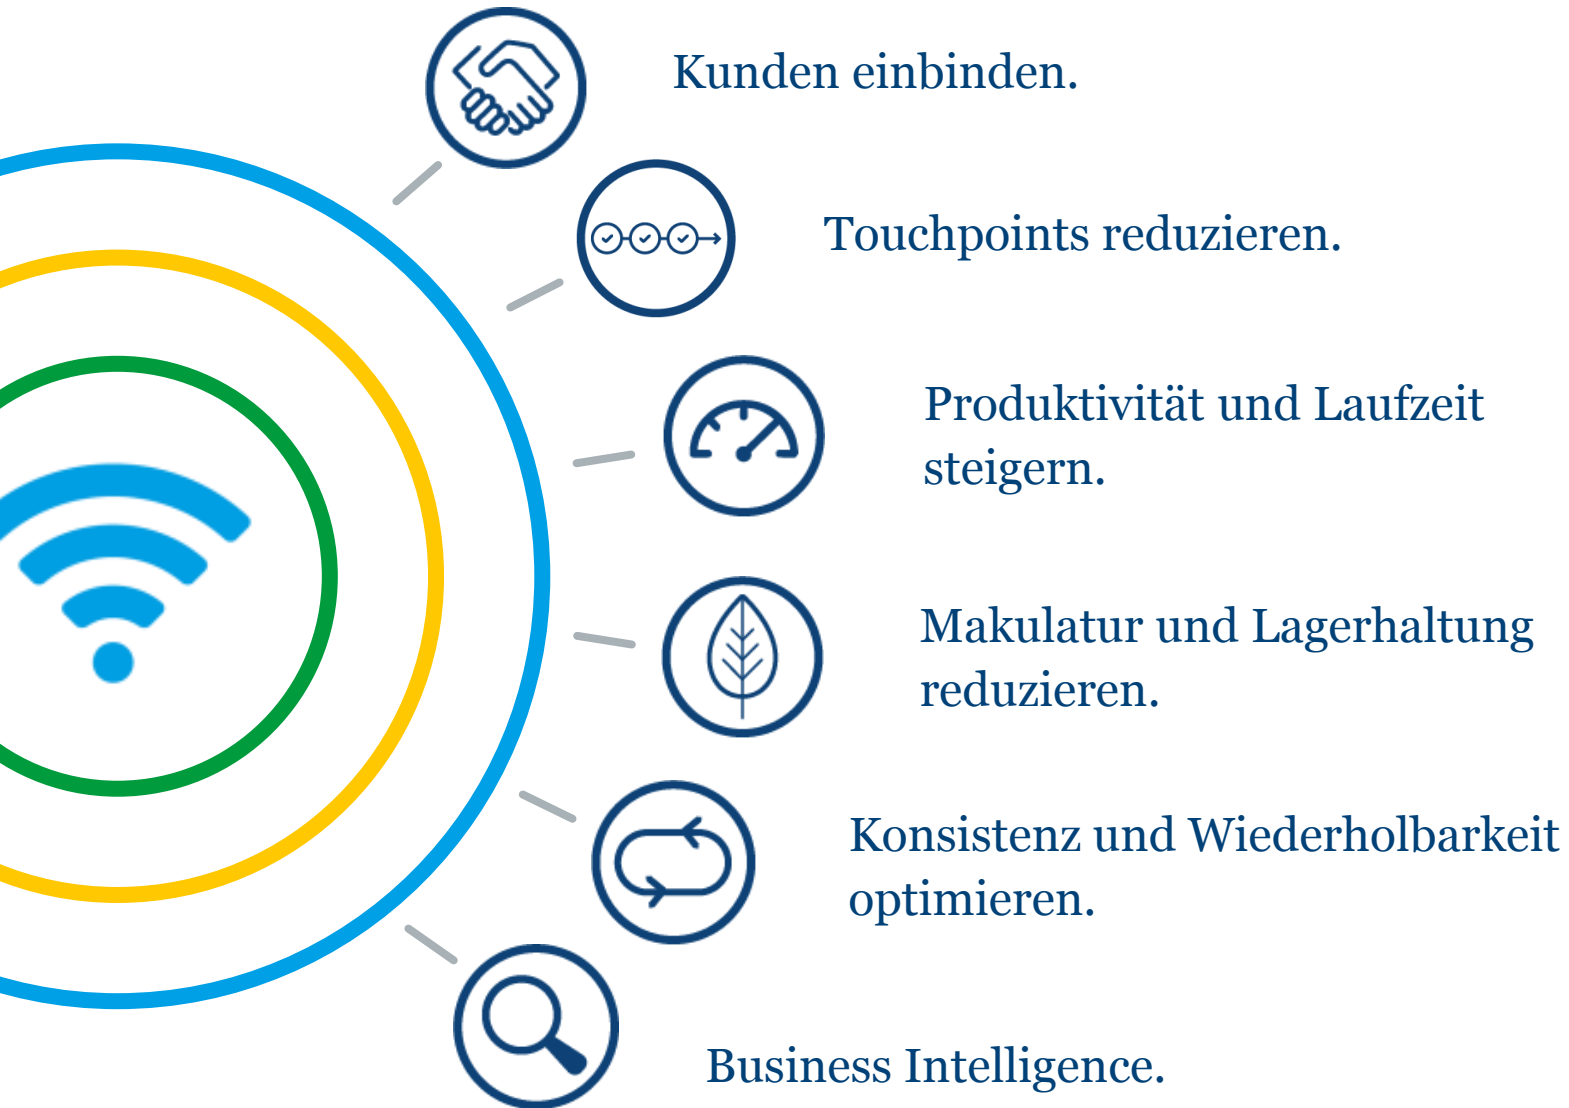 Kunden einbinden.
Touchpoints reduzieren.
Produktivität und Laufzeit
steigern.
Makulatur und Lagerhaltung
reduzieren.
Konsistenz und Wiederholbarkeit
optimieren.
Business Intelligence.